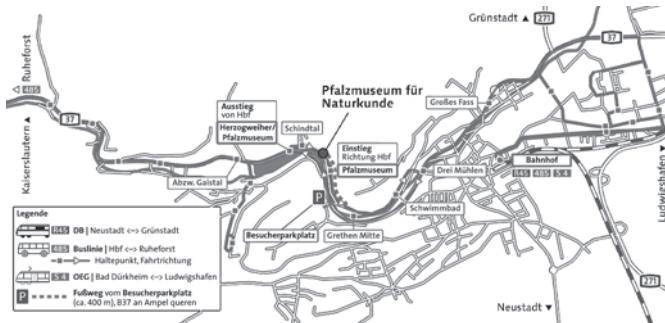 Grünstadt ▲
271
37
Ruheforst
485
Kaiserslautern ▲
37
Pfalzmuseum für
Naturkunde
Großes Fass
Ausstieg
von Hbf
Herzogweiher/
Pfalzmuseum
Schindtal
Einstieg
Richtung Hbf
Pfalzmuseum
Bahnhof
R45 485 S 4
Drei Mühlen
Abzw. Gaistal
P
Schwimmbad
Besucherparkplatz
Grethen Mitte
Ludwigshafen
271
Neustadt ▼
Legende
R45 DB | Neustadt <-> Grünstadt
485 Buslinie | Hbf <-> Ruheforst
Haltepunkt, Fahrtrichtung
S 4 OEG | Bad Dürkheim <-> Ludwigshafen
P Fußweg vom Besucherparkplatz
(ca. 400 m), B37 an Ampel queren